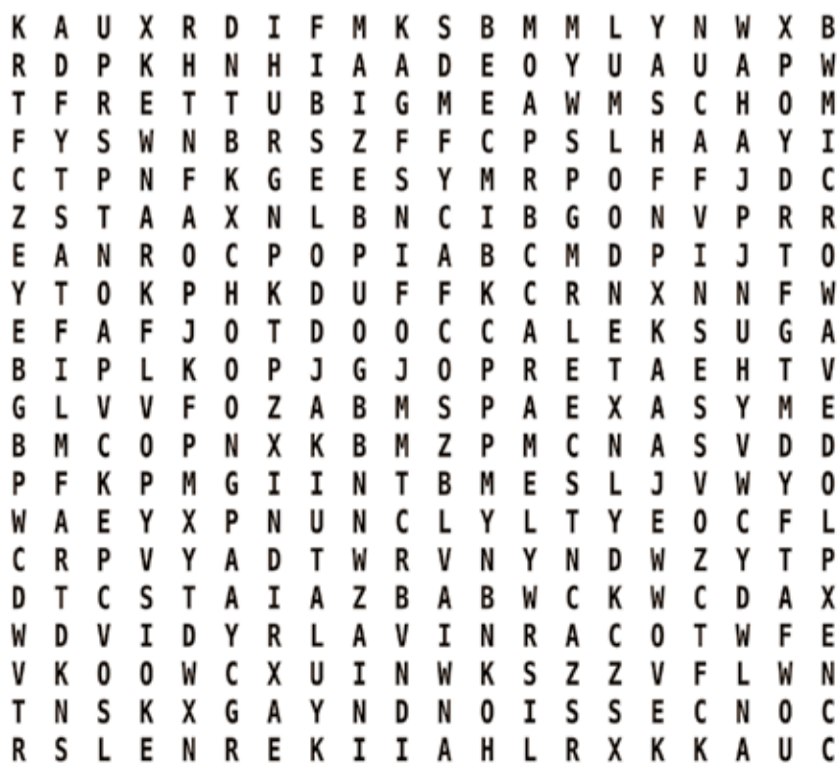 K A U X R D I F M K S B M M L Y N W X B
R D P K H N H I A A D E O Y U A U A P W
T F R E T T U B I G M E A W M S C H O M
F Y S W N B R S Z F F C P S L H A A Y I
C T P N F K G E E S Y M R P O F F J D C
Z S T A A X N L B N C I B G O N V P R R
E A N R O C P O P I A B C M D P I J T O
Y T O K P H K D U F F K C R N X N N F W
E F A F J O T D O O C C A L E K S U G A
B I P L K O P J G J O P R E T A E H T V
G L V V F O Z A B M S P A E X A S Y M E
B M C O P N X K B M Z P M C N A S V D D
P F K P M G I I N T B M E S L J V W Y O
W A E Y X P N U N C L Y L T Y E O C F L
C R P V Y A D T W R V N Y N D W Z Y T P
D T C S T A I A Z B A B W C K W C D A X
W D V I D Y R L A V I N R A C O T W F E
V K O O W C X U I N W K S Z Z V F L W N
T N S K X G A Y N D N O I S S E C N O C
R S L E N R E K I I A H L R X K K A U C